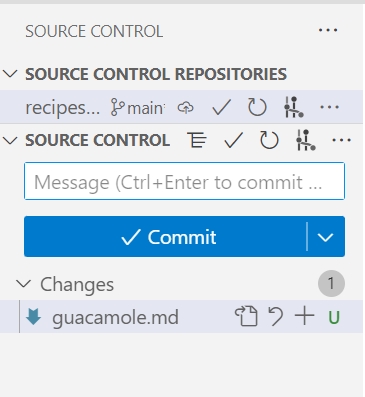 SOURCE CONTROL
SOURCE CONTROL REPOSITORIES
recipes... main
SOURCE CONTROL
Message (Ctrl+Enter to commit ...
Commit
Changes 1
guacamole.md U